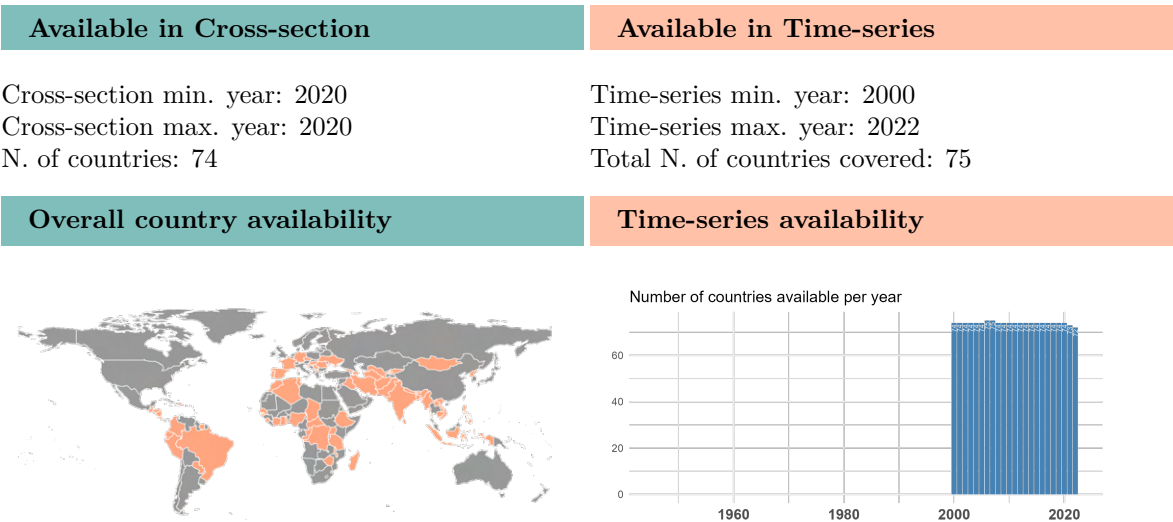 Available in Cross-section
Available in Time-series
Cross-section min. year: 2020
Cross-section max. year: 2020
N. of countries: 74
Time-series min. year: 2000
Time-series max. year: 2022
Total N. of countries covered: 75
Overall country availability
Time-series availability
Number of countries available per year
60
40
20
0
1960
1980
2000
2020